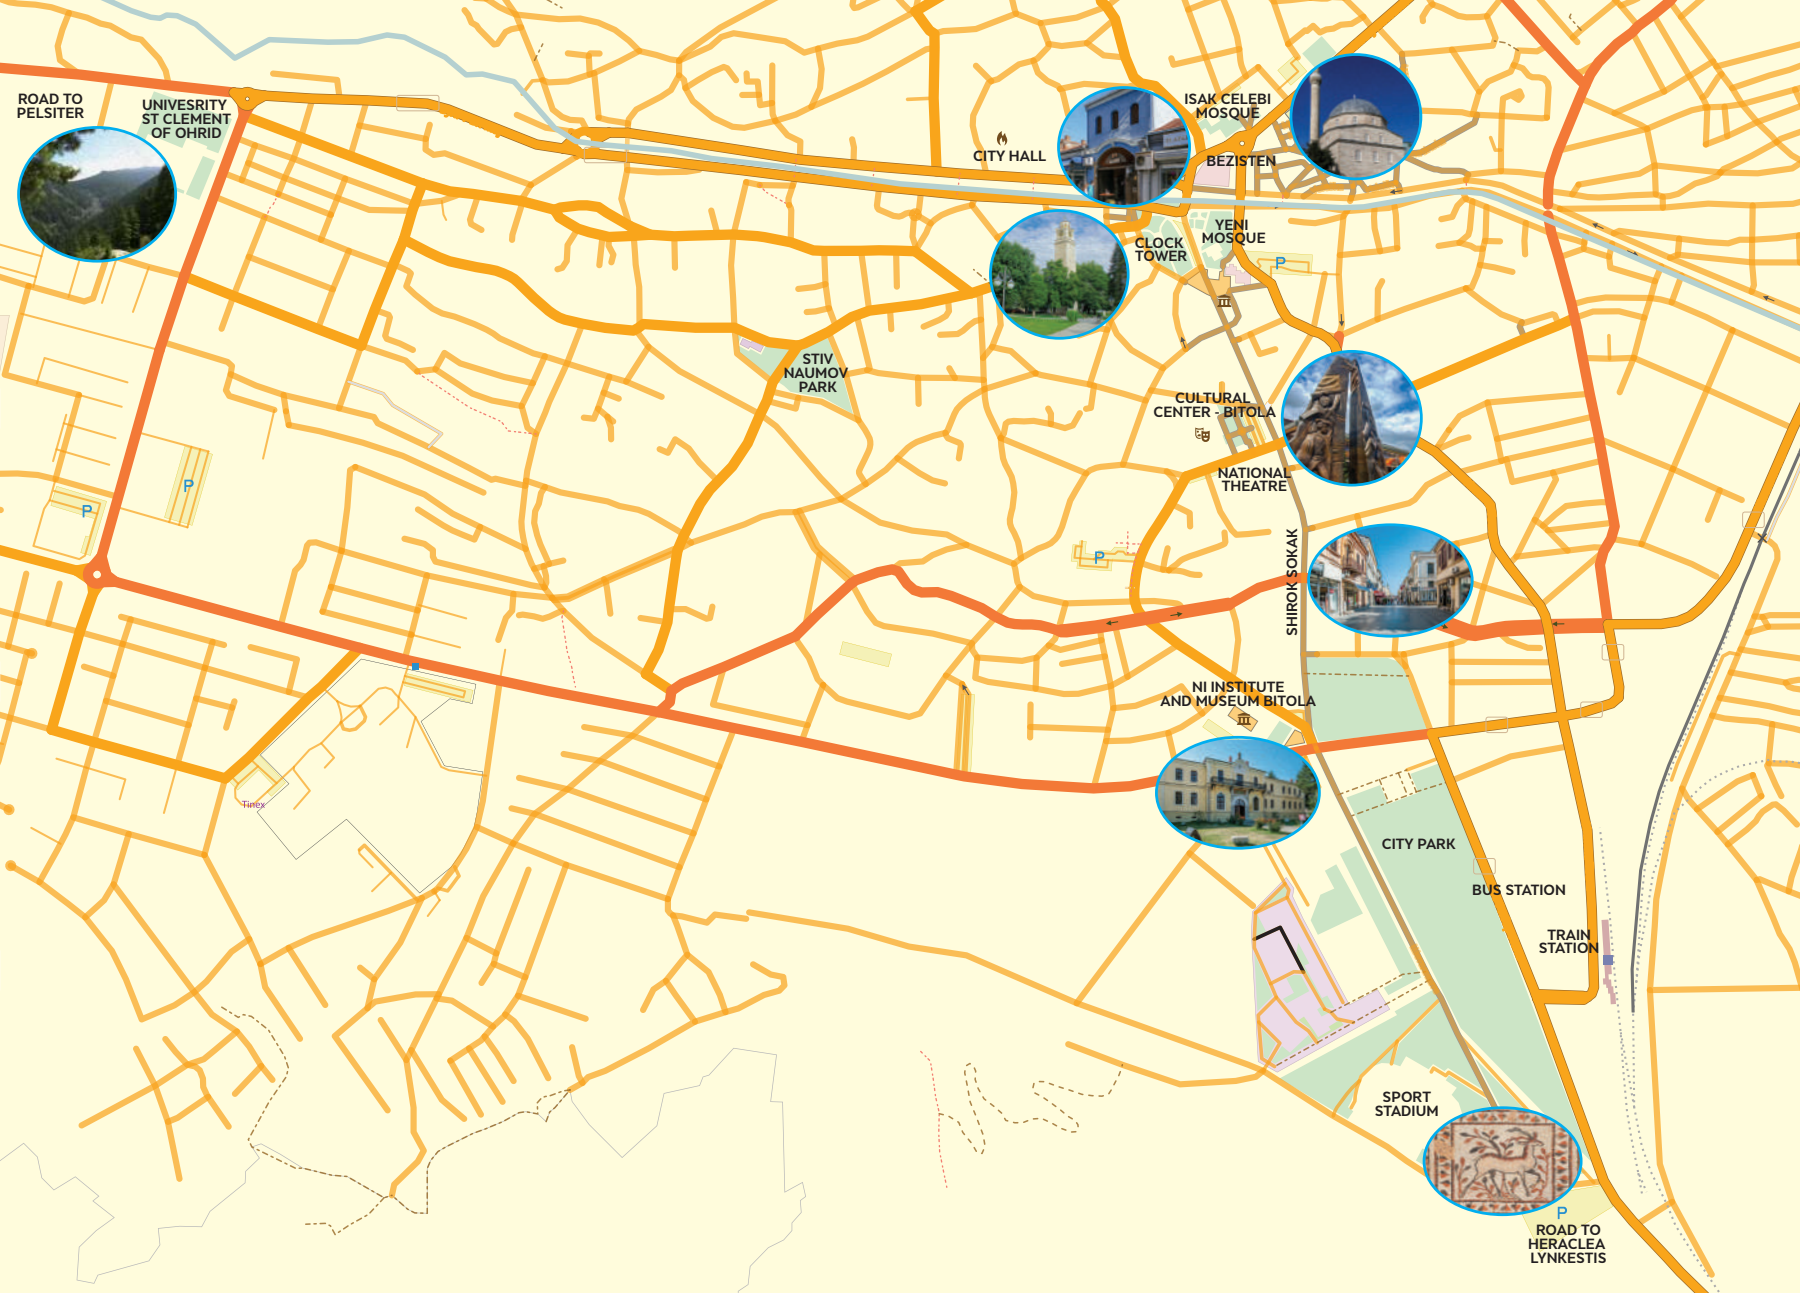 ROAD TO
PELSITER
UNIVESRITY
ST CLEMENT
OF OHRID
CITY HALL
ISAK CELEBI
MOSQUE
BEZISTEN
CLOCK
TOWER
YENI
MOSQUE
P
STIV
NAUMOV
PARK
CULTURAL
CENTER - BITOLA
NATIONAL
THEATRE
P
P
P
SHIROK SOKAK
NI INSTITUTE
AND MUSEUM BITOLA
Tinex
CITY PARK
BUS STATION
TRAIN
STATION
SPORT
STADIUM
P
ROAD TO
HERACLEA
LYNKESTIS